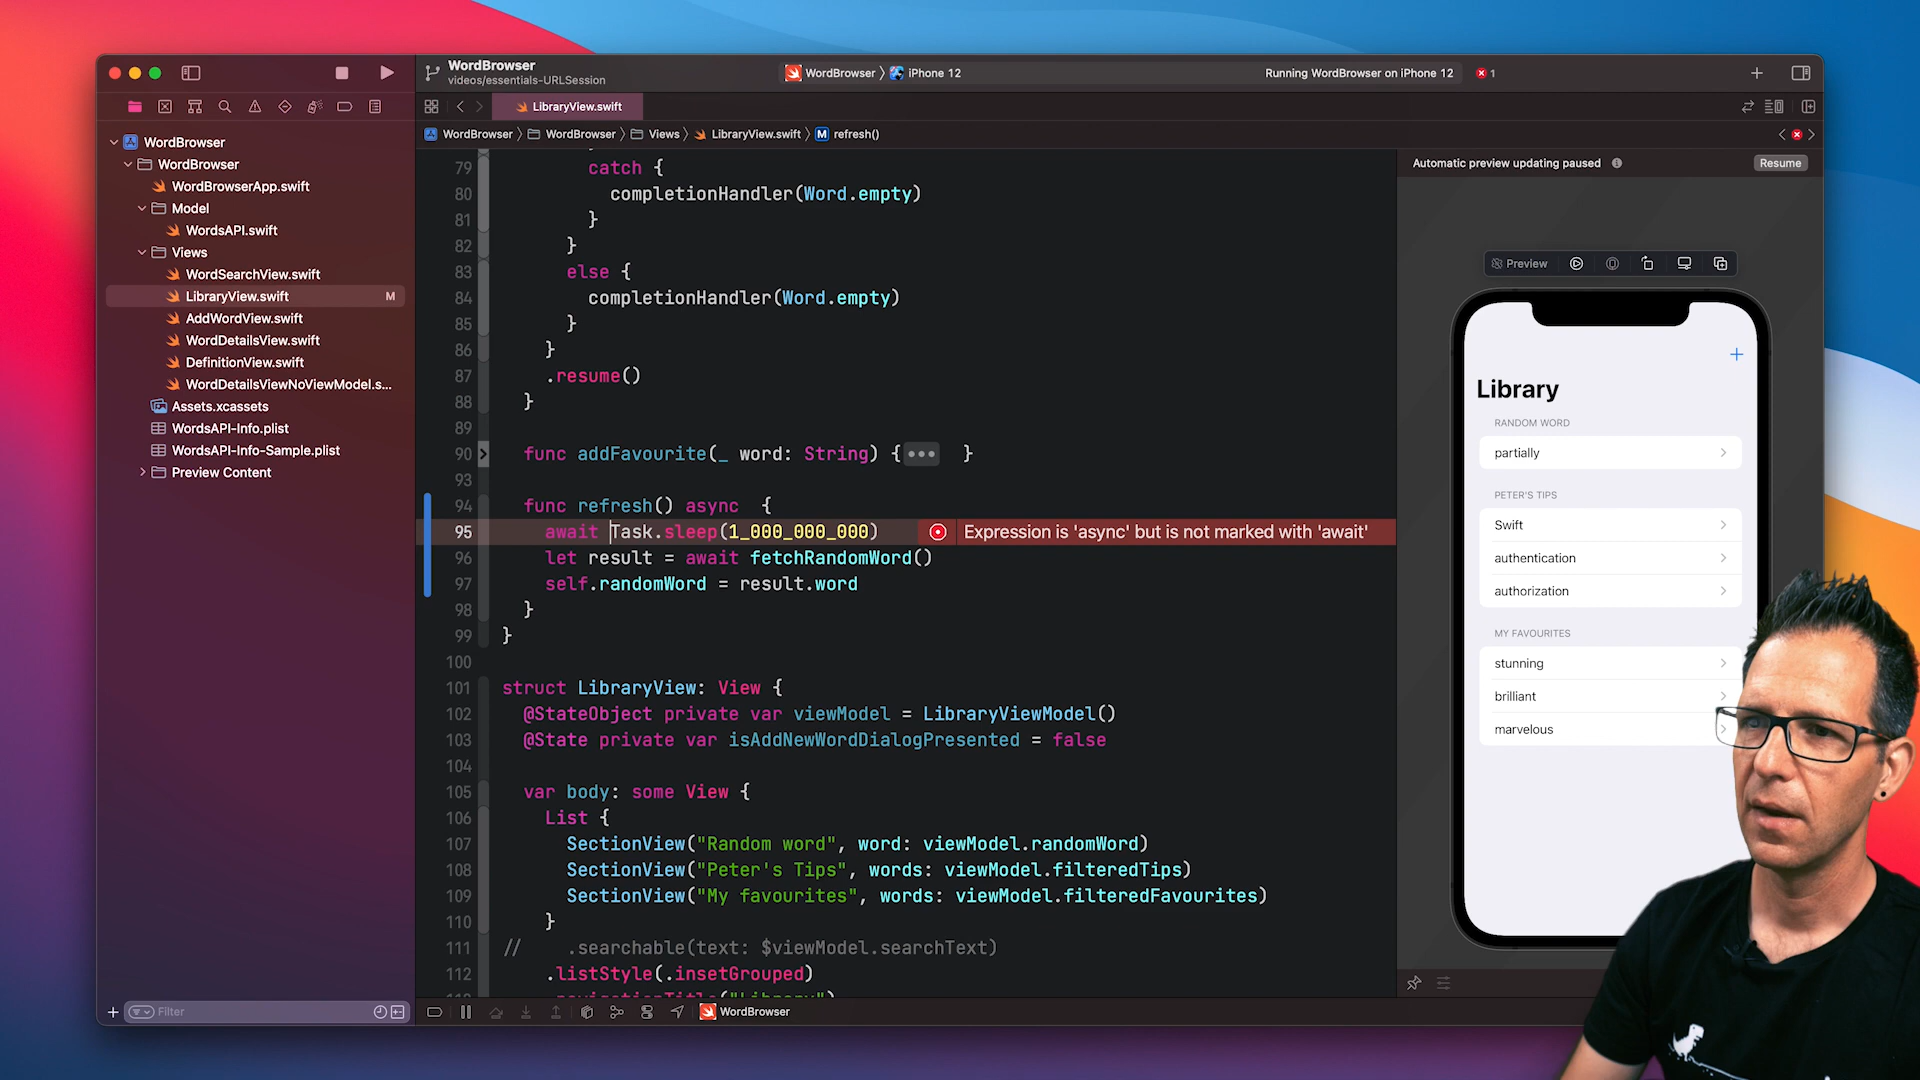 WordBrowser
videos/essentials-URLSession
WordBrowser
iPhone 12
Running WordBrowser on iPhone 12
1
LibraryView.swift
WordBrowser
WordBrowser
Views
LibraryView.swift
M
refresh()
WordBrowser
WordBrowser
WordBrowserApp.swift
Model
WordsAPI.swift
Views
WordSearchView.swift
LibraryView.swift
M
AddWordView.swift
WordDetailsView.swift
DefinitionView.swift
WordDetailsViewNoViewModel.s...
Assets.xcassets
WordsAPI-Info.plist
WordsAPI-Info-Sample.plist
Preview Content
Filter
79 catch {
80 completionHandler(Word.empty)
81 }
82 }
83 else {
84 completionHandler(Word.empty)
85 }
86 }
87 .resume()
88 }
89
90 func addFavourite(_ word: String) {••• }
93
94 func refresh() async  {
95 await Task.sleep(1_000_000_000)
Expression is 'async' but is not marked with 'await'
96 let result = await fetchRandomWord()
97 self.randomWord = result.word
98 }
99 }
100
101 struct LibraryView: View {
102 @StateObject private var viewModel = LibraryViewModel()
103 @State private var isAddNewWordDialogPresented = false
104
105 var body: some View {
106 List {
107 SectionView("Random word", word: viewModel.randomWord)
108 SectionView("Peter's Tips", words: viewModel.filteredTips)
109 SectionView("My favourites", words: viewModel.filteredFavourites)
110 }
111 // .searchable(text: $viewModel.searchText)
112 .listStyle(.insetGrouped)
WordBrowser
Automatic preview updating paused
Resume
Preview
Library
RANDOM WORD
partially
PETER'S TIPS
Swift
authentication
authorization
MY FAVOURITES
stunning
brilliant
marvelous